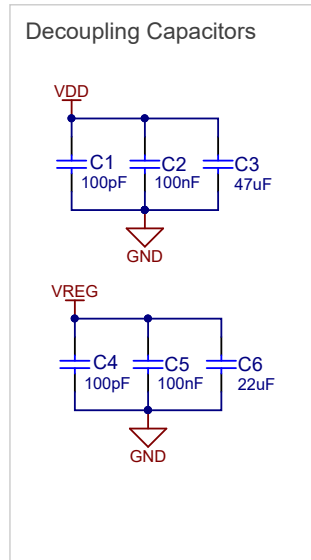 Decoupling Capacitors
VDD
C1 C2 C3
100pF 100nF 47uF
GND
VREG
C4 C5 C6
100pF 100nF 22uF
GND